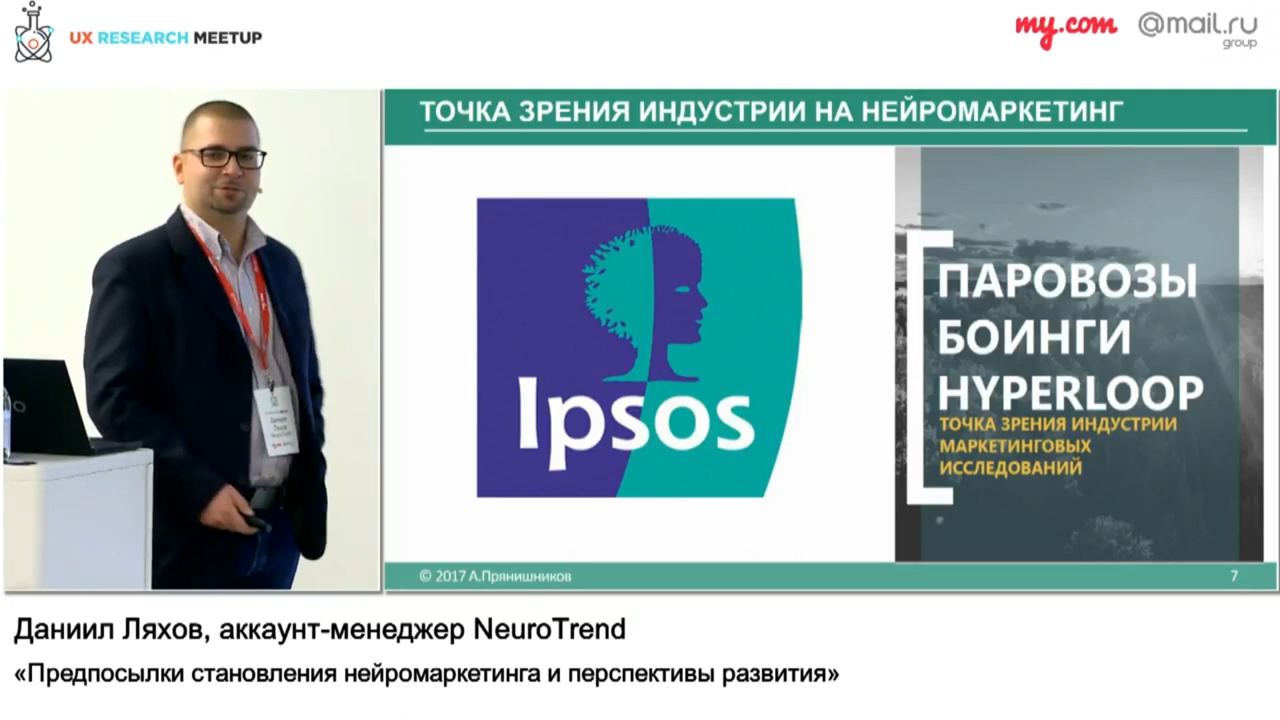 UX RESEARCH MEETUP
my.com @mail.ru
group
ТОЧКА ЗРЕНИЯ ИНДУСТРИИ НА НЕЙРОМАРКЕТИНГ
Ipsos
ПАРОВОЗЫ
БОИНГИ
HYPERLOOP
ТОЧКА ЗРЕНИЯ ИНДУСТРИИ
МАРКЕТИНГОВЫХ
ИССЛЕДОВАНИЙ
© 2017 А.Прянишников
7
Даниил Ляхов, аккаунт-менеджер NeuroTrend
«Предпосылки становления нейромаркетинга и перспективы развития»